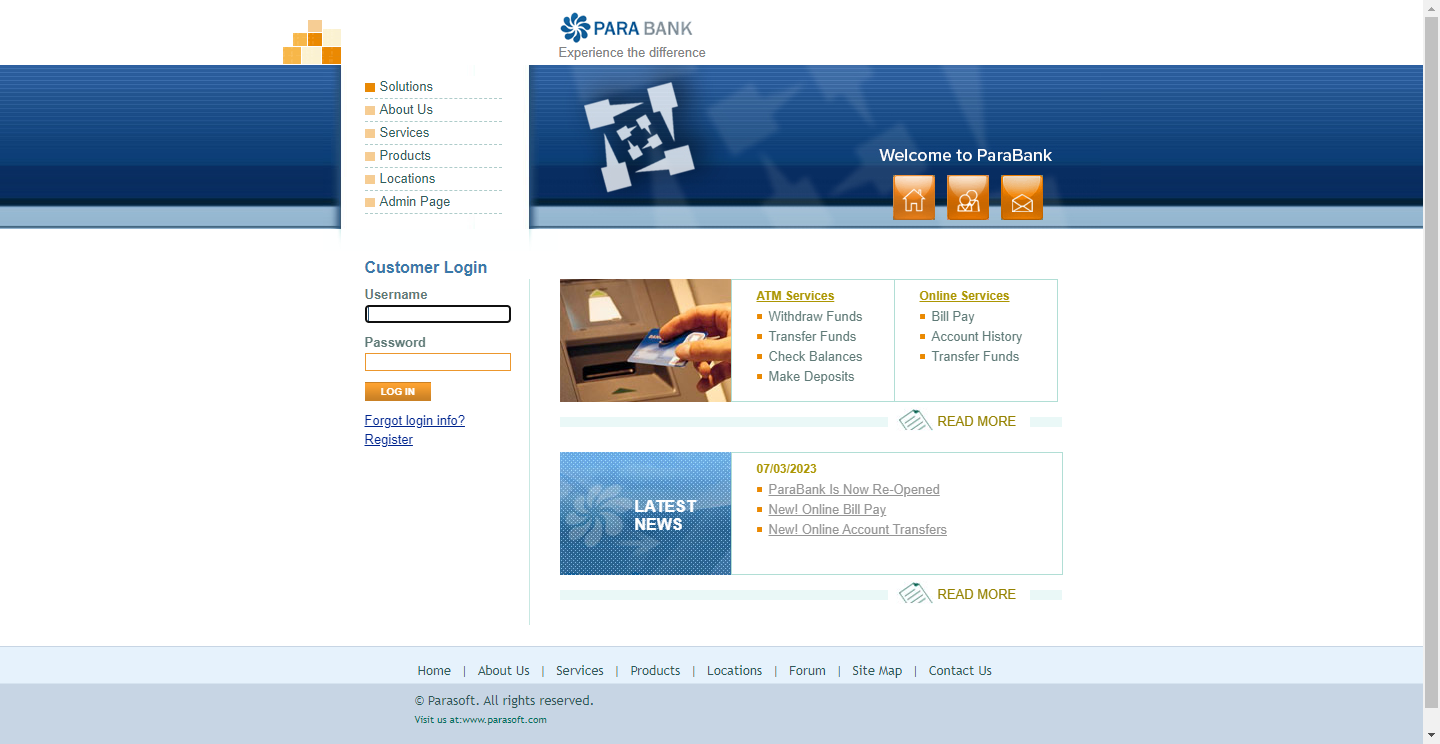 PARA BANK
Experience the difference
Solutions
About Us
Services
Products
Locations
Admin Page
Welcome to ParaBank
Customer Login
Username
Password
LOG IN
Forgot login info?
Register
ATM Services
Withdraw Funds
Transfer Funds
Check Balances
Make Deposits
Online Services
Bill Pay
Account History
Transfer Funds
READ MORE
LATEST
NEWS
07/03/2023
ParaBank Is Now Re-Opened
New! Online Bill Pay
New! Online Account Transfers
READ MORE
Home | About Us | Services | Products | Locations | Forum | Site Map | Contact Us
© Parasoft. All rights reserved.
Visit us at:www.parasoft.com